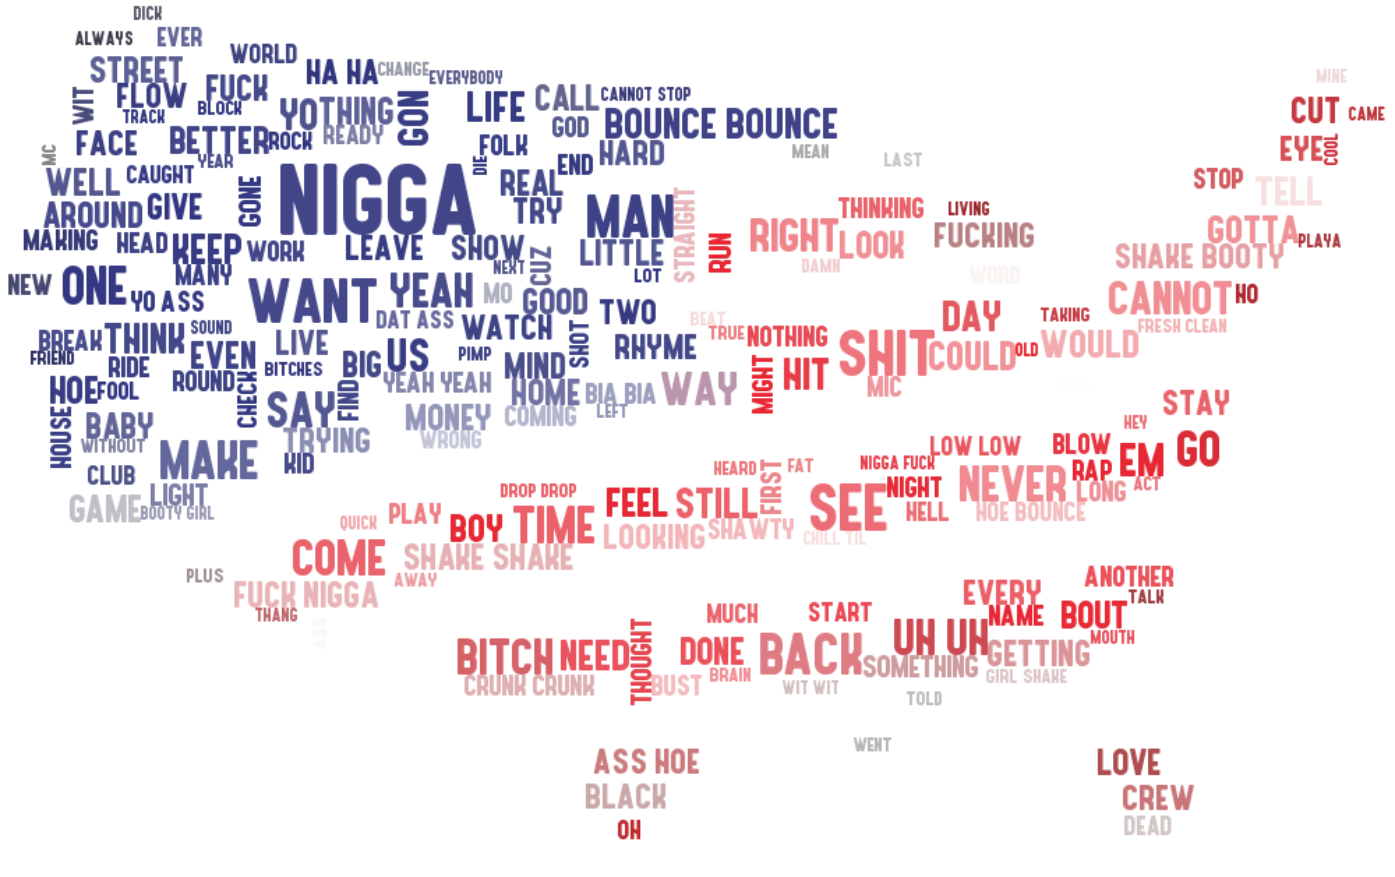 DICK
ALWAYS
EVER
WORLD
STREET
HA HA
CHANGE
EVERYBODY
WIT
FLOW
FUCK
TRACK
BLOCK
YO
THING
READY
GON
LIFE
CALL
CANNOT STOP
GOD
BOUNCE BOUNCE
FACE
BETTER
ROCK
YEAR
FOLK
DIE
END
HARD
MEAN
LAST
MINE
CUT
CAME
EYE
COOL
MC
WELL
CAUGHT
GONE
NIGGA
REAL
TRY
MAN
STRAIGHT
STOP
TELL
AROUND
GIVE
THINKING
LIVING
RIGHT
LOOK
FUCKING
GOTTA
PLAYA
MAKING
HEAD
KEEP
WORK
LEAVE
SHOW
CUZ
LITTLE
RUN
DAMN
SHAKE BOOTY
NEW
ONE
MANY
YO ASS
WANT
YEAH
NEXT
MO
GOOD
LOT
TWO
WORD
CANNOT
HO
FRESH CLEAN
BREAK
THINK
SOUND
DAT ASS
WATCH
SHOT
RHYME
BEAT
TRUE
NOTHING
DAY
TAKING
FRIEND
RIDE
EVEN
LIVE
BIG
US
PIMP
MIND
MIGHT
HIT
SHIT
COULD
OLD
WOULD
HOE
FOOL
ROUND
CHECK
BITCHES
FIND
YEAH YEAH
HOME
BIA BIA
LEFT
WAY
MIC
STAY
HOUSE
BABY
WITHOUT
SAY
MONEY
COMING
HEY
CLUB
MAKE
TRYING
KID
WRONG
LOW LOW
BLOW
EM
GO
GAME
LIGHT
BOOTY GIRL
HEARD
FIRST
FAT
NIGGA FUCK
NIGHT
NEVER
RAP
LONG
ACT
DROP DROP
QUICK
PLAY
BOY
TIME
FEEL
STILL
LOOKING
SHAWTY
SEE
CHILL TIL
HELL
HOE BOUNCE
COME
SHAKE SHAKE
AWAY
PLUS
FUCK NIGGA
THANG
ASS
EVERY
ANOTHER
TALK
MUCH
START
NAME
BOUT
MOUTH
BITCH
NEED
THOUGHT
DONE
BACK
UH UH
GETTING
CRUNK CRUNK
BUST
BRAIN
WIT WIT
SOMETHING
GIRL SHAKE
TOLD
WENT
ASS HOE
BLACK
OH
LOVE
CREW
DEAD